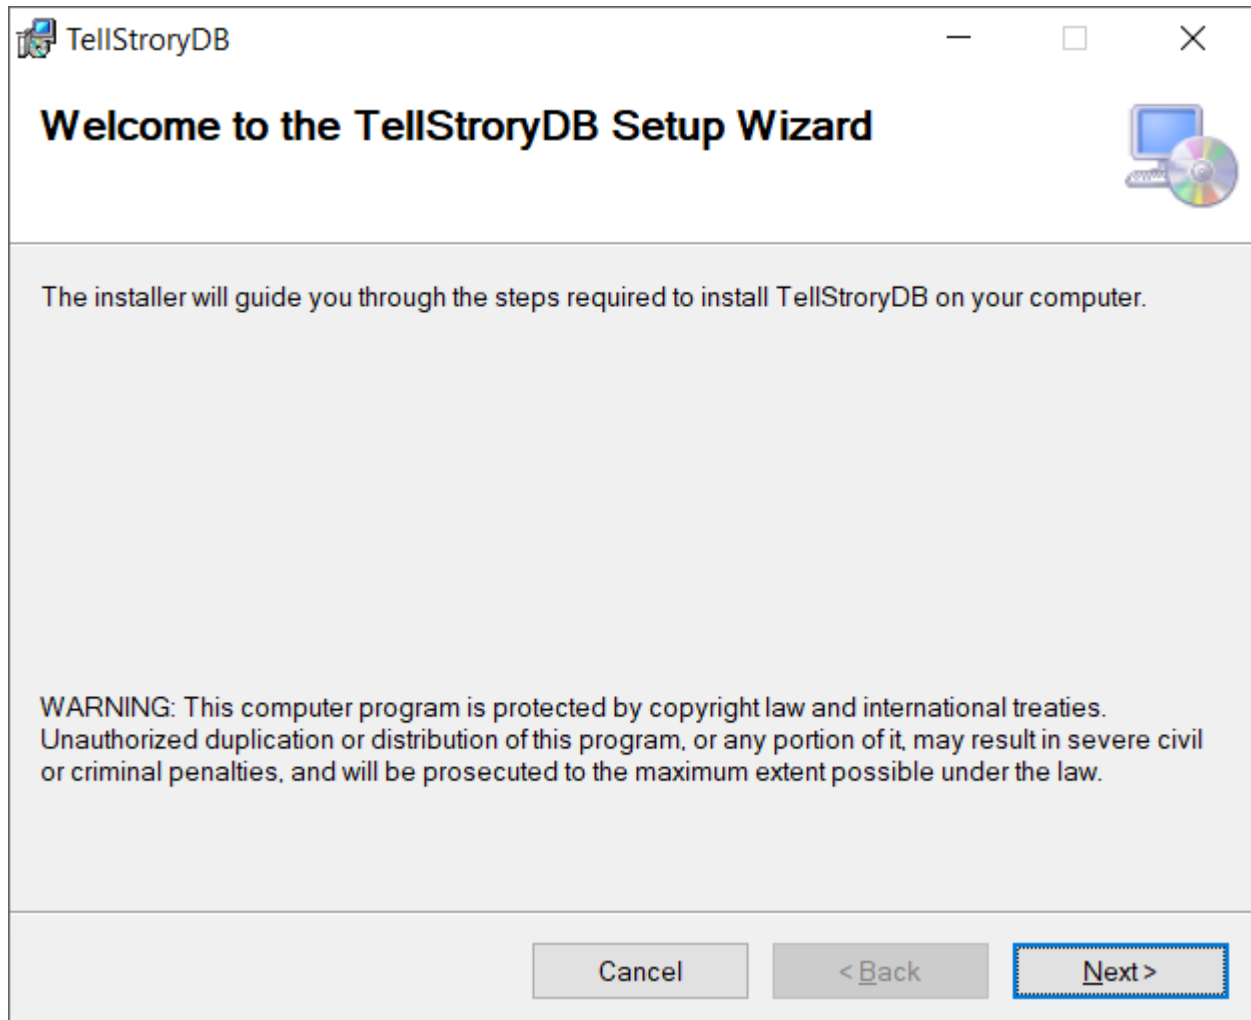 TellStroryDB
Welcome to the TellStroryDB Setup Wizard
The installer will guide you through the steps required to install TellStroryDB on your computer.
WARNING: This computer program is protected by copyright law and international treaties.
Unauthorized duplication or distribution of this program, or any portion of it, may result in severe civil
or criminal penalties, and will be prosecuted to the maximum extent possible under the law.
Cancel < Back Next >